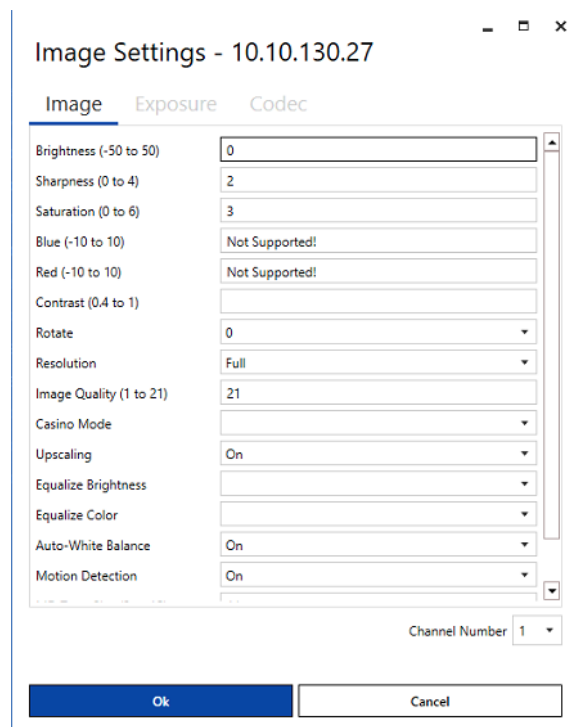 Image Settings - 10.10.130.27
Image Exposure Codec
Brightness (-50 to 50) 0
Sharpness (0 to 4) 2
Saturation (0 to 6) 3
Blue (-10 to 10) Not Supported!
Red (-10 to 10) Not Supported!
Contrast (0.4 to 1)
Rotate 0
Resolution Full
Image Quality (1 to 21) 21
Casino Mode
Upscaling On
Equalize Brightness
Equalize Color
Auto-White Balance On
Motion Detection On
Channel Number 1
Ok Cancel